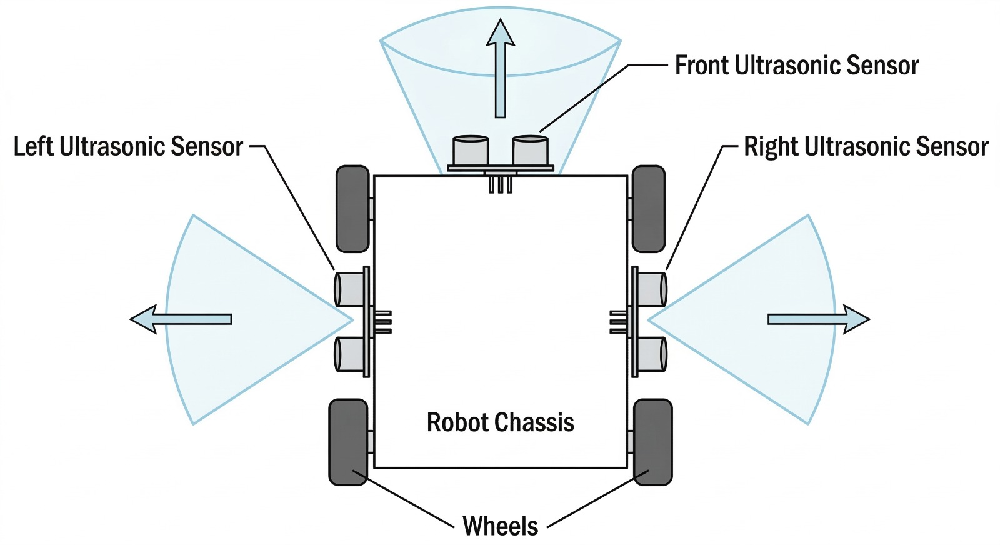 Front Ultrasonic Sensor
Left Ultrasonic Sensor
Right Ultrasonic Sensor
Robot Chassis
Wheels